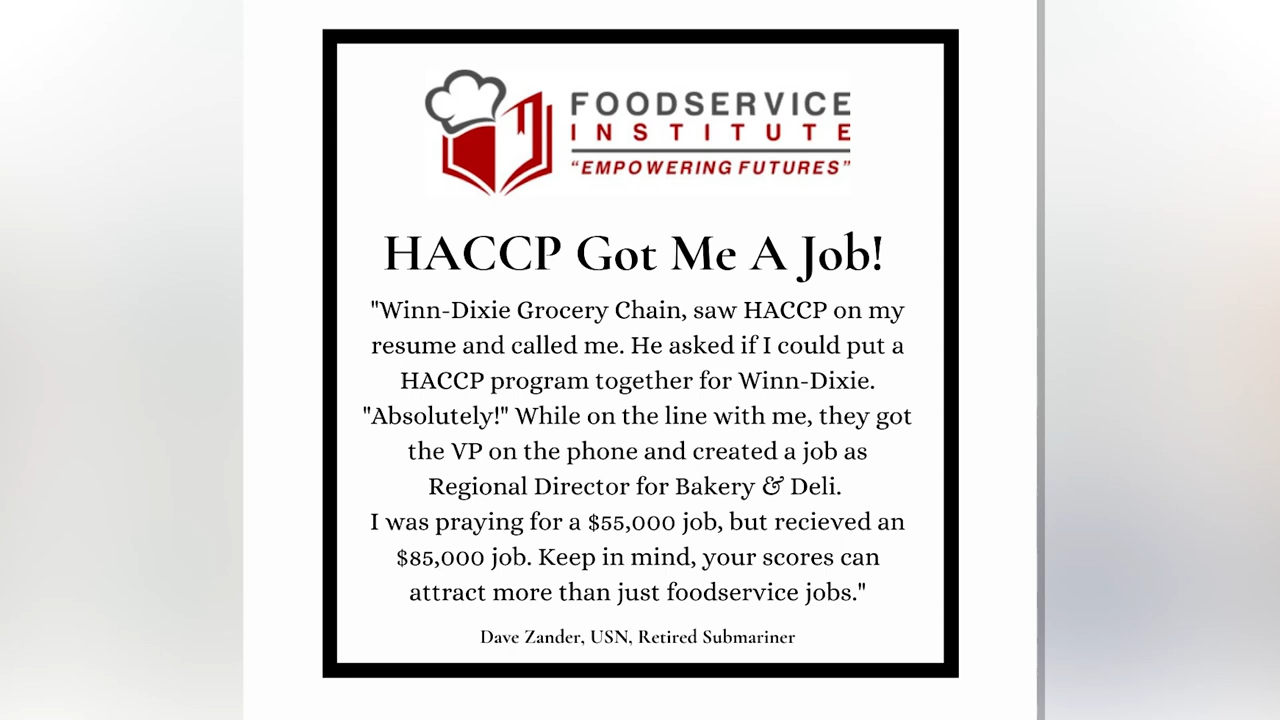 FOODSERVICE
INSTITUTE
"EMPOWERING FUTURES"
HACCP Got Me A Job!
"Winn-Dixie Grocery Chain, saw HACCP on my
resume and called me. He asked if I could put a
HACCP program together for Winn-Dixie.
"Absolutely!" While on the line with me, they got
the VP on the phone and created a job as
Regional Director for Bakery & Deli.
I was praying for a $55,000 job, but recieved an
$85,000 job. Keep in mind, your scores can
attract more than just foodservice jobs."
Dave Zander, USN, Retired Submariner